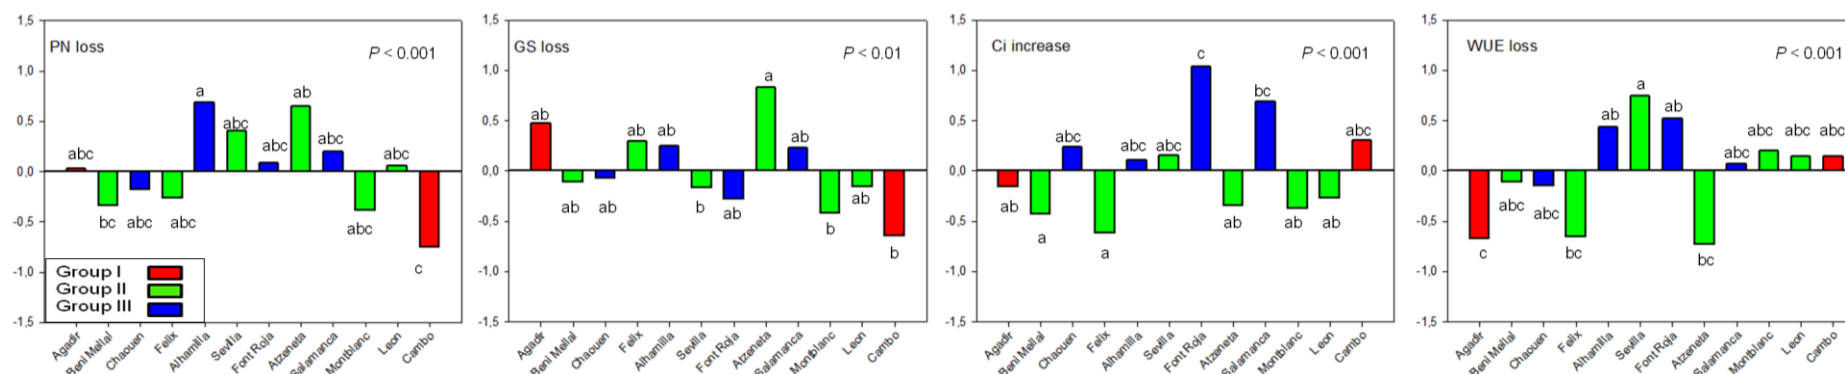 1,5
1,0
0,5
0,0
-0,5
-1,0
-1,5
PN loss
P < 0.001
abc
bc
abc
abc
a
abc
abc
ab
abc
abc
abc
c
Group I
Group II
Group III
Agadir
Beni Mellal
Chaouen
Felix
Alhamilla
Sevilla
Font Roja
Atzeneta
Salamanca
Montblanc
Leon
Cambo
1,5
1,0
0,5
0,0
-0,5
-1,0
-1,5
GS loss
P < 0.01
ab
ab
ab
ab
ab
b
ab
a
ab
b
ab
b
Agadir
Beni Mellal
Chaouen
Felix
Alhamilla
Sevilla
Font Roja
Atzeneta
Salamanca
Montblanc
Leon
Cambo
1,5
1,0
0,5
0,0
-0,5
-1,0
-1,5
Ci increase
P < 0.001
ab
a
abc
a
abc
abc
c
ab
bc
ab
ab
abc
Agadir
Beni Mellal
Chaouen
Felix
Alhamilla
Sevilla
Font Roja
Atzeneta
Salamanca
Montblanc
Leon
Cambo
1,5
1,0
0,5
0,0
-0,5
-1,0
-1,5
WUE loss
P < 0.001
c
abc
abc
bc
ab
a
ab
bc
abc
abc
abc
abc
Agadir
Beni Mellal
Chaouen
Felix
Alhamilla
Sevilla
Font Roja
Atzeneta
Salamanca
Montblanc
Leon
Cambo